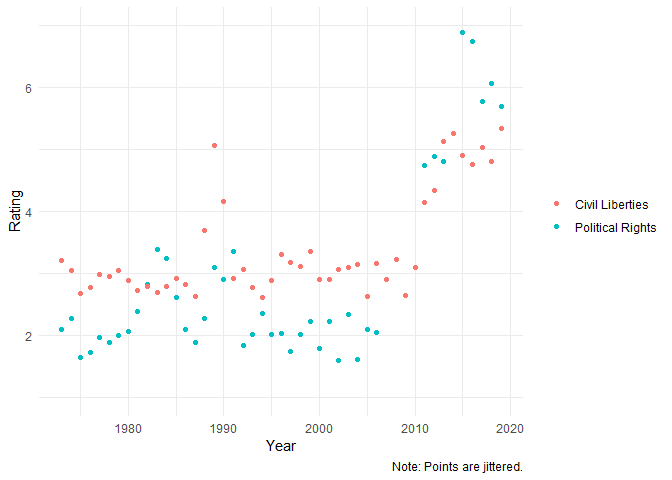 6
4
2
Rating
1980 1990 2000 2010 2020
Year
Civil Liberties
Political Rights
Note: Points are jittered.